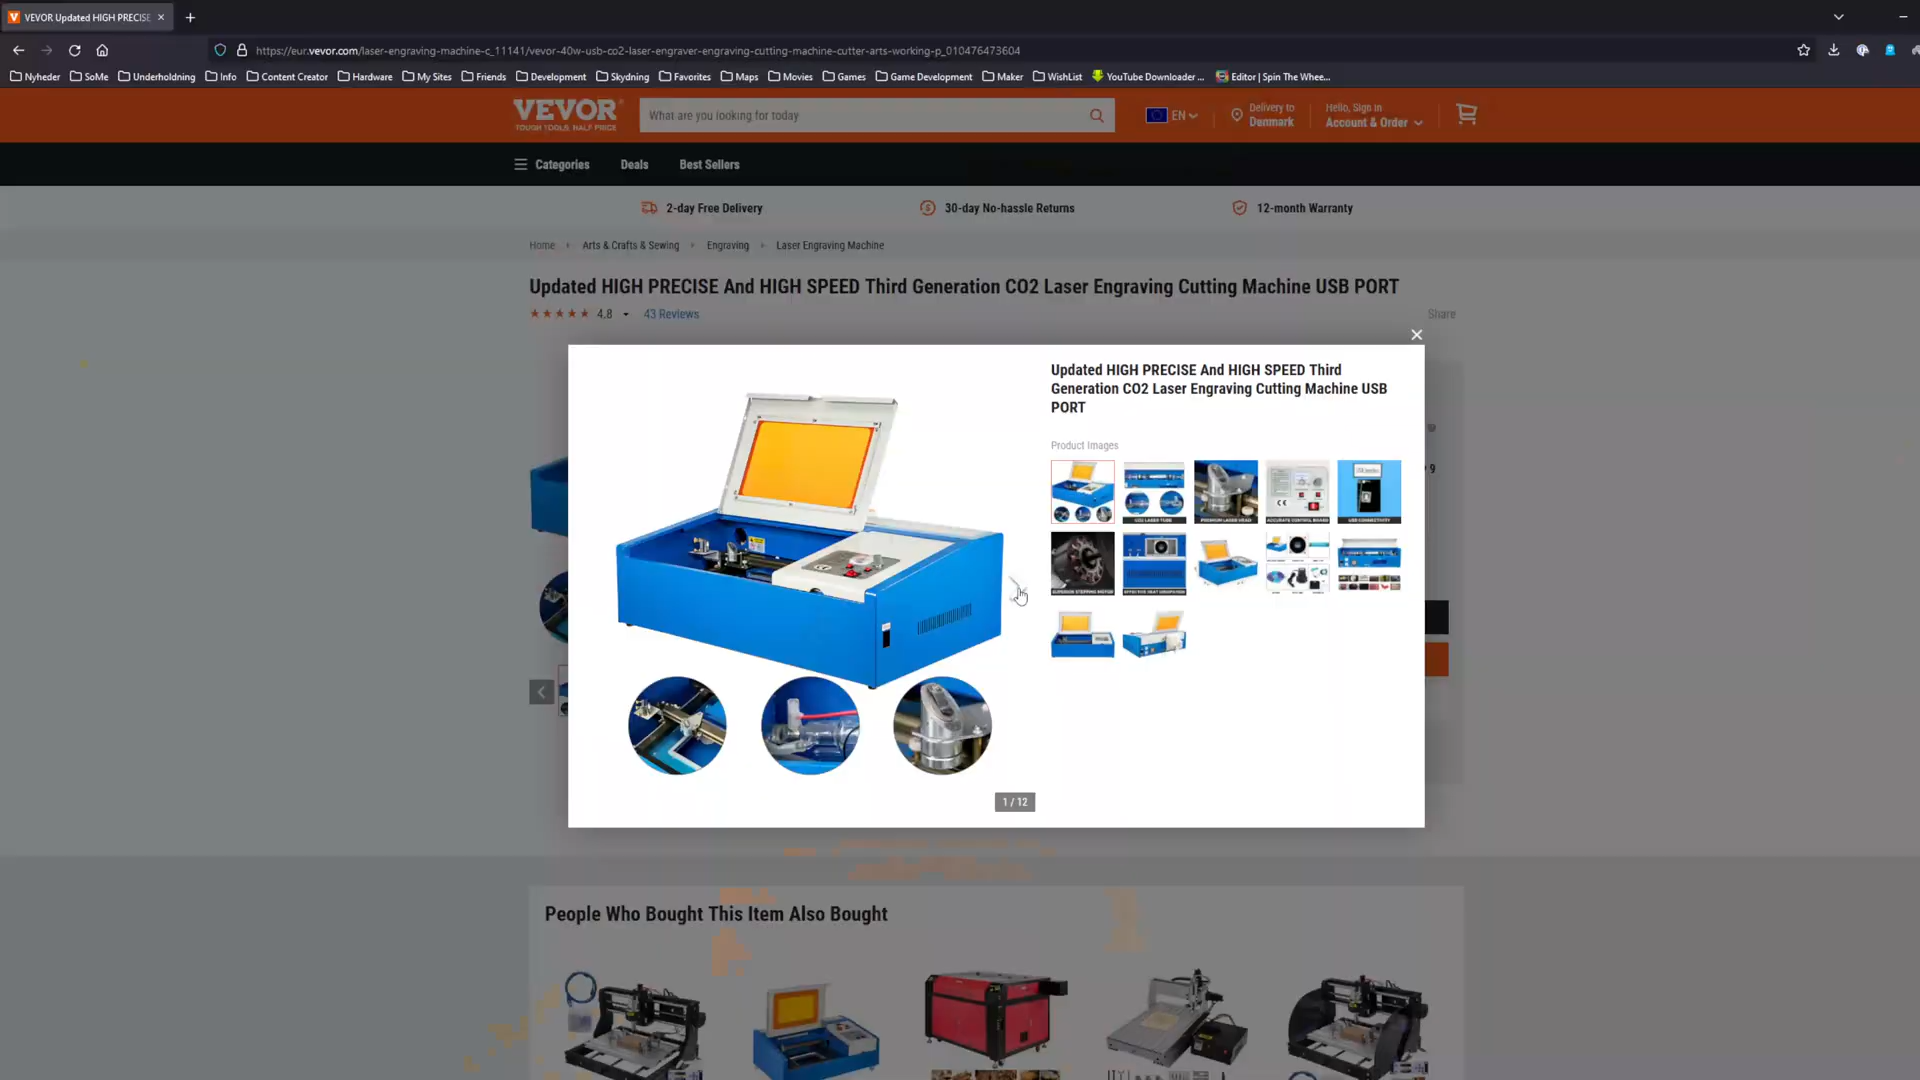 VEVOR Updated HIGH PRECISE
https://eur.vevor.com/laser-engraving-machine-c_11141/vevor-40w-usb-co2-laser-engraver-engraving-cutting-machine-cutter-arts-working-p_010476473604
Nyheder SoMe Underholdning Info Content Creator Hardware My Sites Friends Development Skydning Favorites Maps Movies Games Game Development Maker WishList YouTube Downloader ... Editor | Spin The Whee...
VEVOR
TOUGH TOOLS, HALF PRICE
What are you looking for today
EN
Delivery to
Denmark
Hello, Sign in
Account & Order
Categories Deals Best Sellers
2-day Free Delivery 30-day No-hassle Returns 12-month Warranty
Home Arts & Crafts & Sewing Engraving Laser Engraving Machine
Updated HIGH PRECISE And HIGH SPEED Third Generation CO2 Laser Engraving Cutting Machine USB PORT
4.8 43 Reviews
Share
Updated HIGH PRECISE And HIGH SPEED Third
Generation CO2 Laser Engraving Cutting Machine USB
PORT
Product Images
CO2 LASER TUBE
PREMIUM LASER HEAD
ACCURATE CONTROL BOARD
USB CONNECTIVITY
SUPERIOR STEPPING MOTOR
EFFECTIVE HEAT DISSIPATION
9
1 / 12
People Who Bought This Item Also Bought